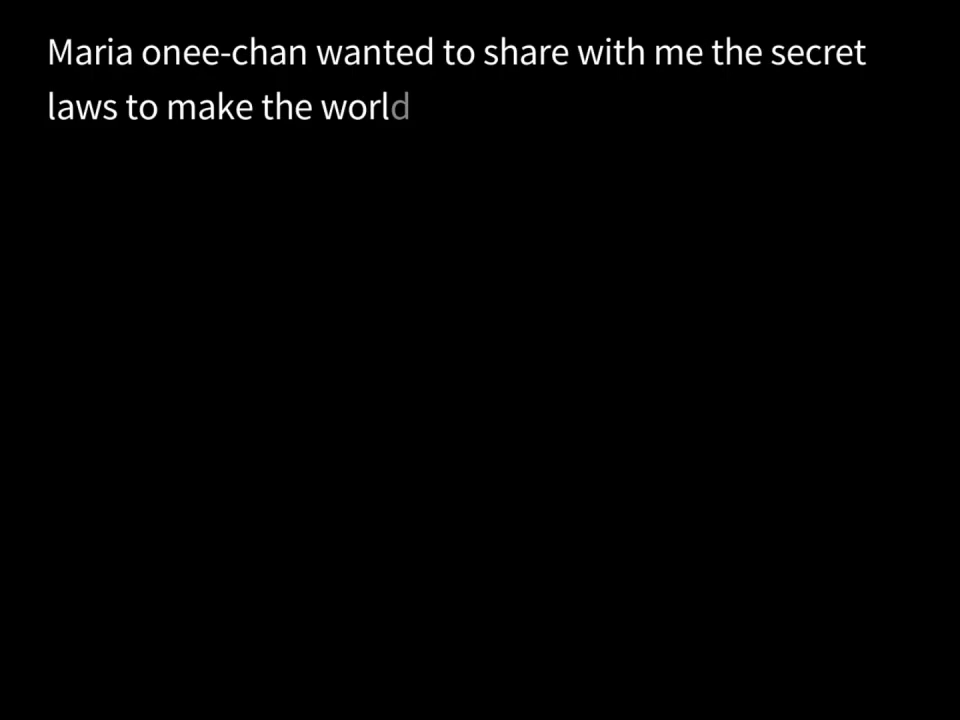 Maria onee-chan wanted to share with me the secret
laws to make the world